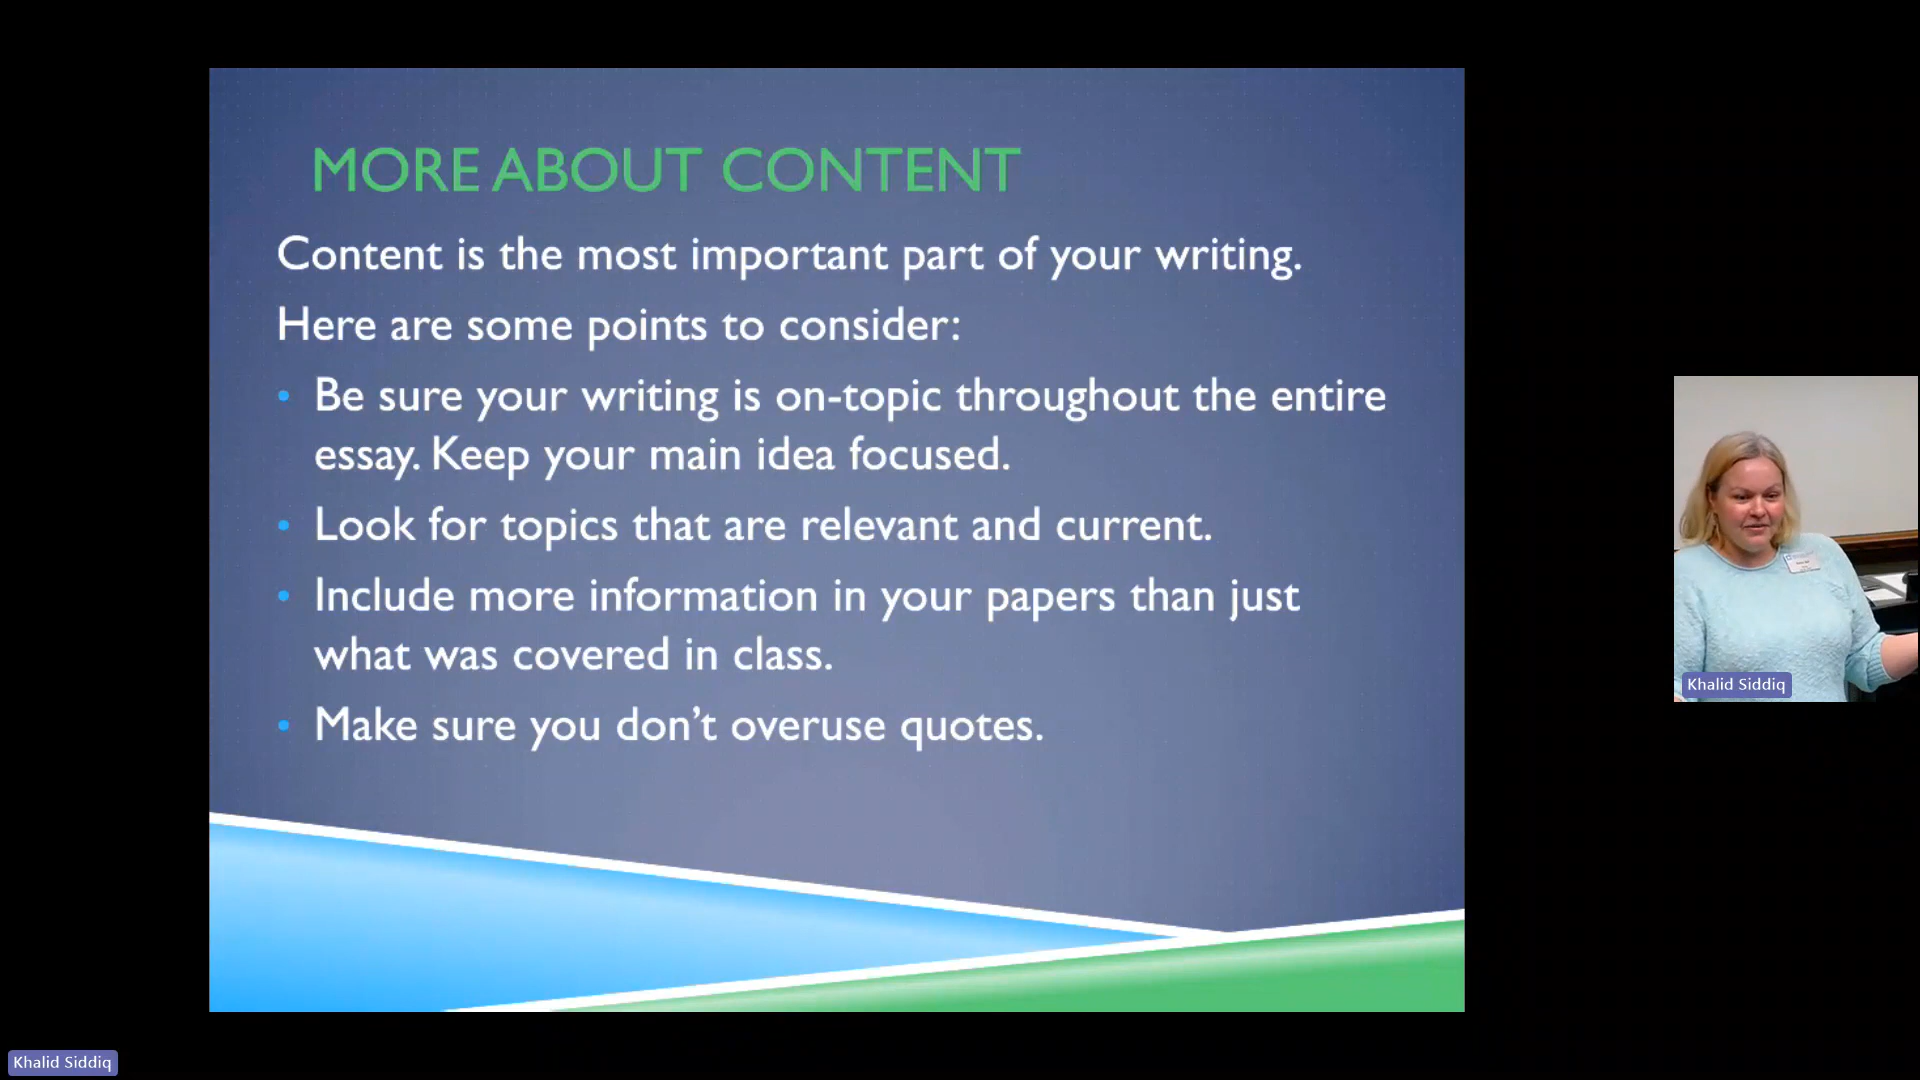 MORE ABOUT CONTENT
Content is the most important part of your writing.
Here are some points to consider:
• Be sure your writing is on-topic throughout the entire
essay. Keep your main idea focused.
• Look for topics that are relevant and current.
• Include more information in your papers than just
what was covered in class.
• Make sure you don’t overuse quotes.
Khalid Siddiq
Khalid Siddiq